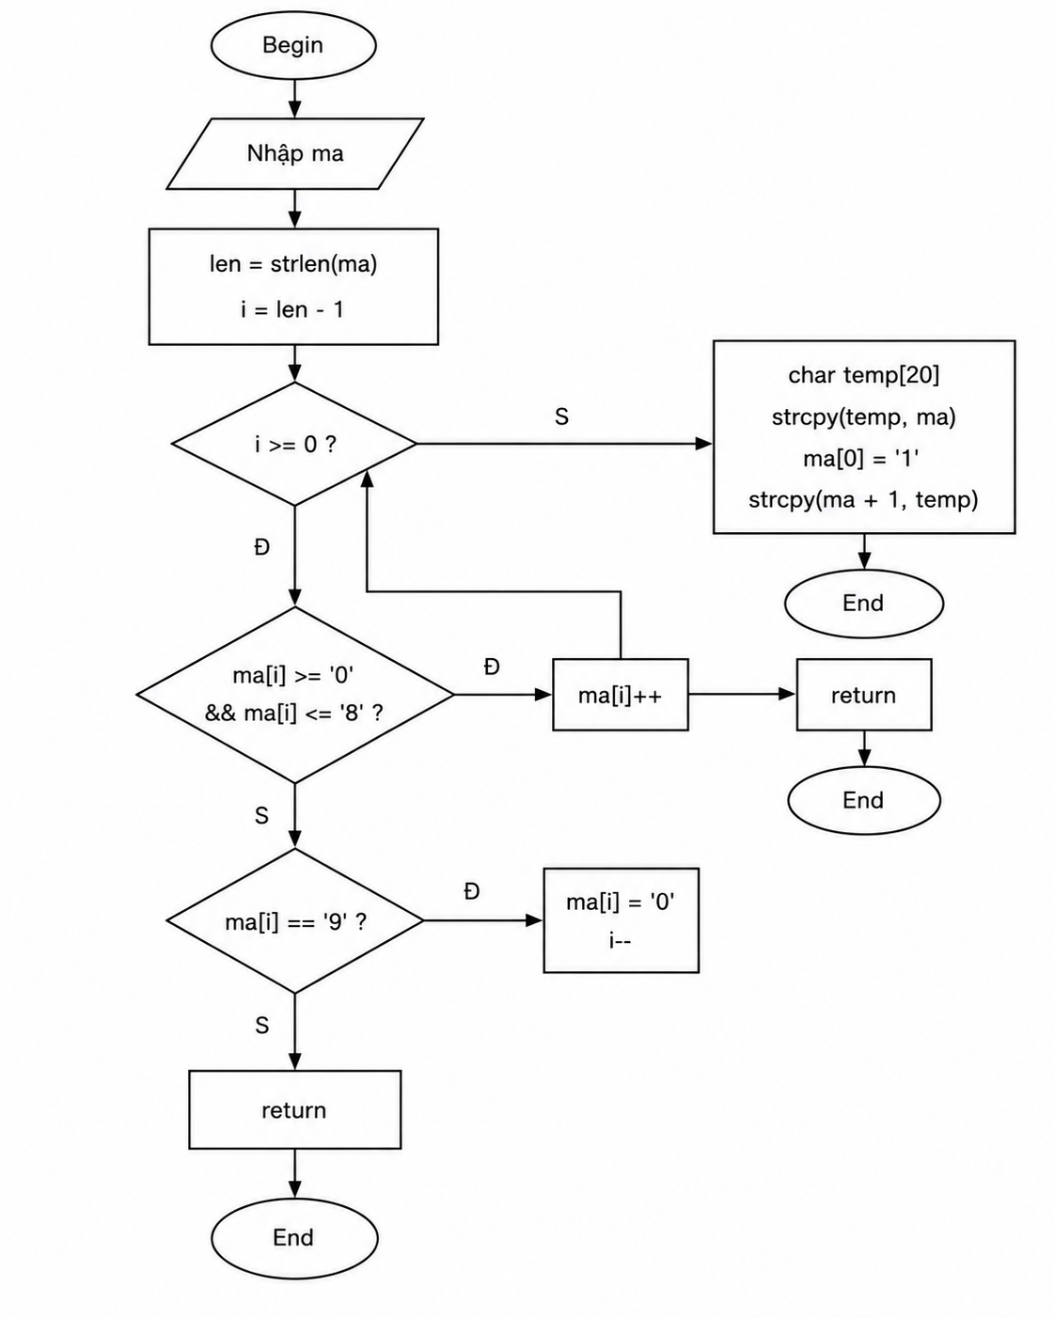 Begin
Nhập ma
len = strlen(ma)
i = len - 1
i >= 0 ?
S
char temp[20]
strcpy(temp, ma)
ma[0] = '1'
strcpy(ma + 1, temp)
End
Đ
ma[i] >= '0'
&& ma[i] <= '8' ?
Đ
ma[i]++
return
End
S
ma[i] == '9' ?
Đ
ma[i] = '0'
i--
S
return
End